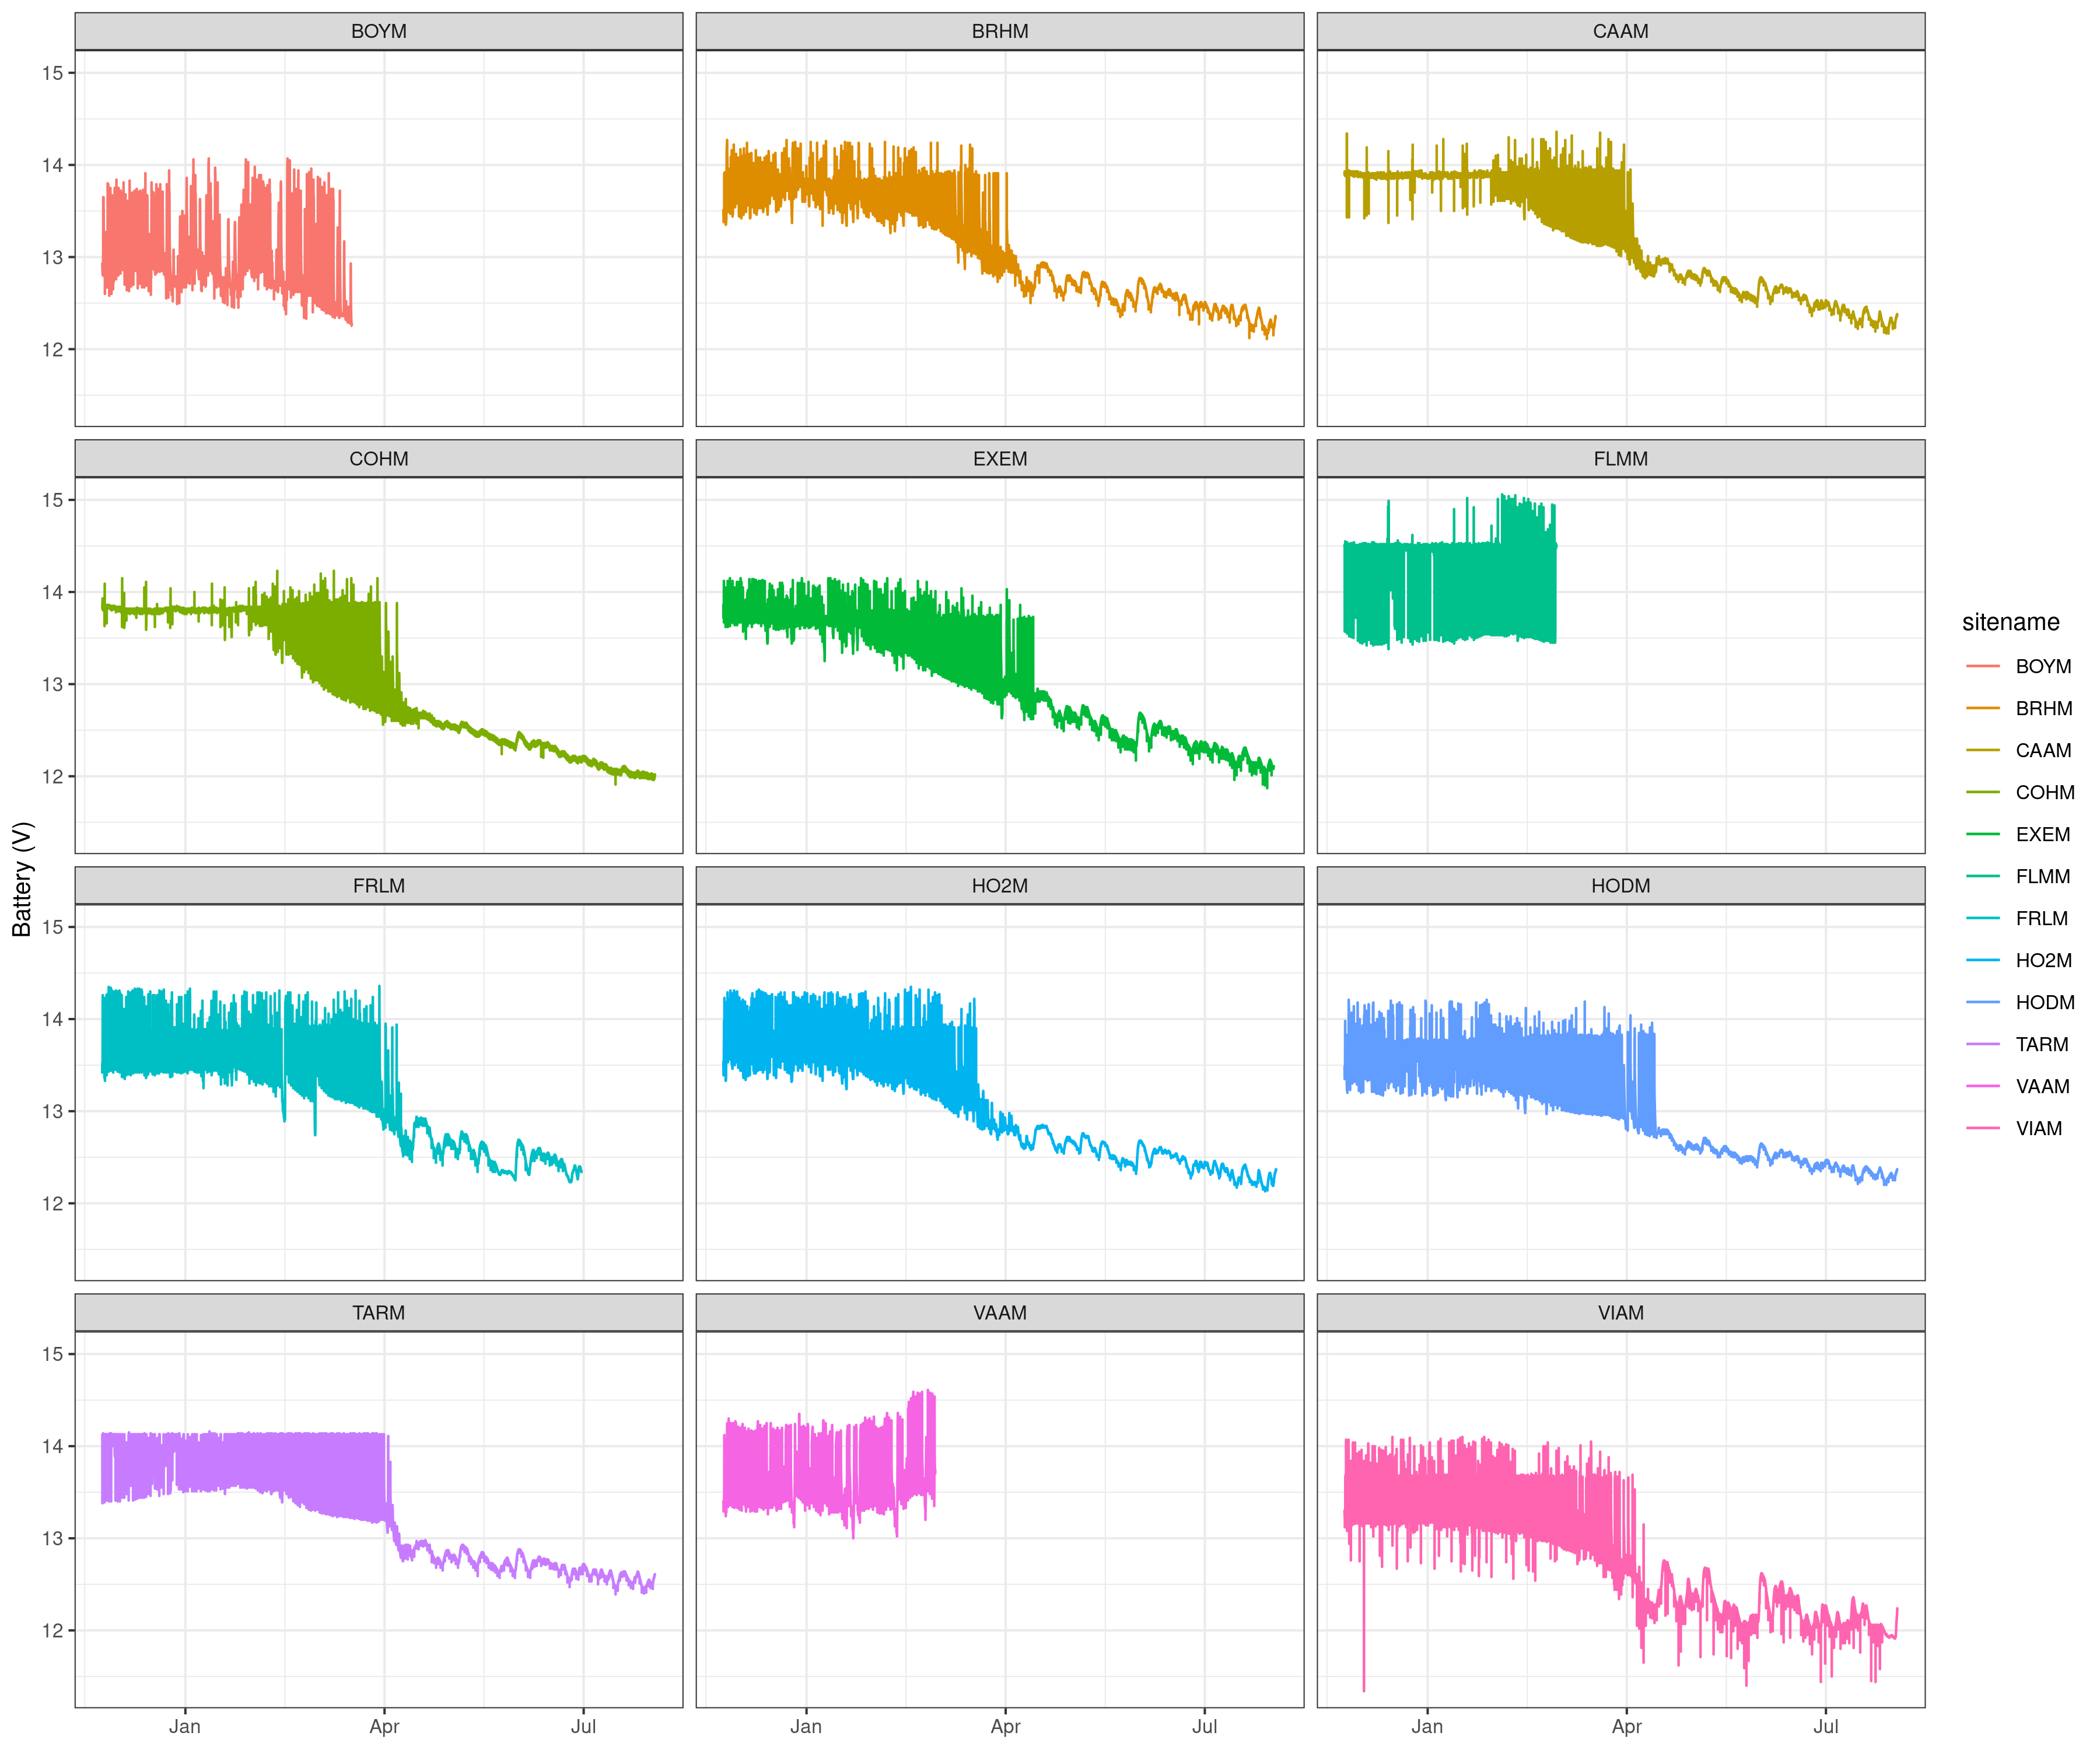 BOYM
BRHM
CAAM
15
14
13
12
COHM
EXEM
FLMM
15
14
13
12
FRLM
HO2M
HODM
15
14
13
12
TARM
VAAM
VIAM
15
14
13
12
Jan Apr Jul
Jan Apr Jul
Jan Apr Jul
Battery (V)
sitename
BOYM
BRHM
CAAM
COHM
EXEM
FLMM
FRLM
HO2M
HODM
TARM
VAAM
VIAM